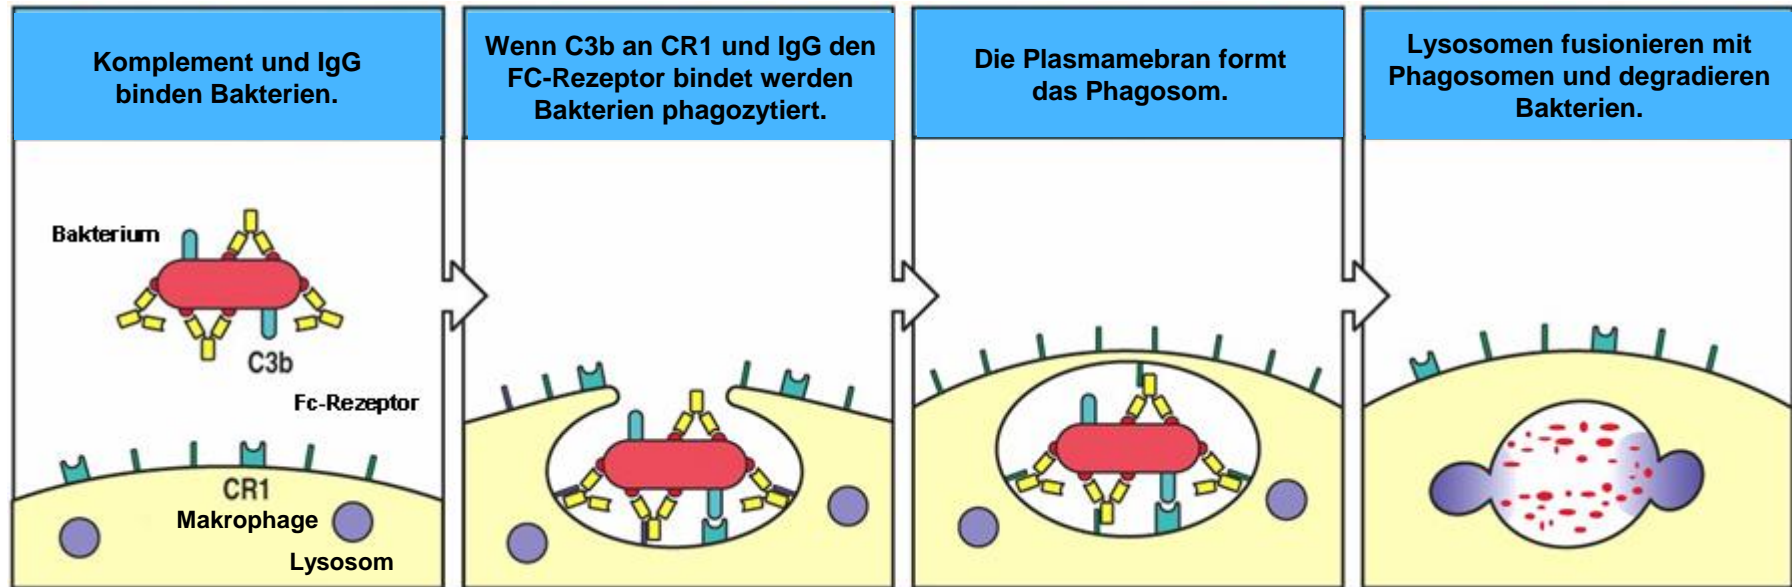 Komplement und IgG
binden Bakterien.
Wenn C3b an CR1 und IgG den
FC-Rezeptor bindet werden
Bakterien phagozytiert.
Die Plasmamebran formt
das Phagosom.
Lysosomen fusionieren mit
Phagosomen und degradieren
Bakterien.
Bakterium
C3b
Fc-Rezeptor
CR1
Makrophage
Lysosom